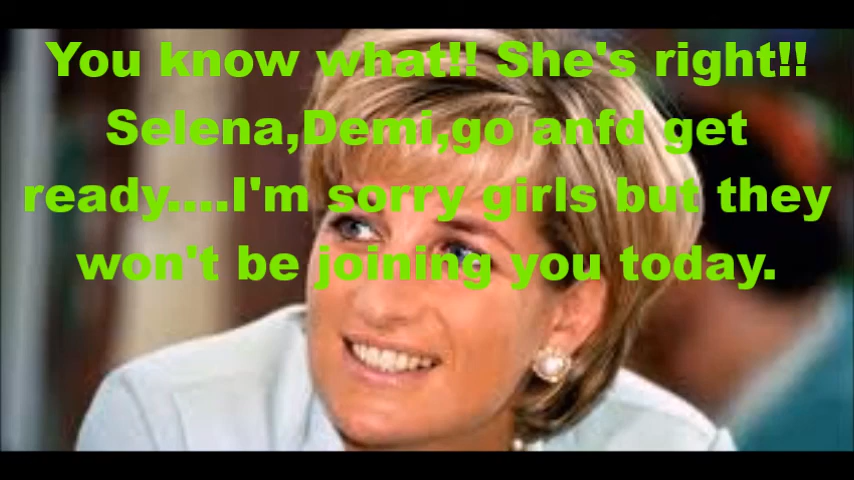 You know what!! She's right!!
Selena,Demi,go anfd get
ready....I'm sorry girls but they
won't be joining you today.